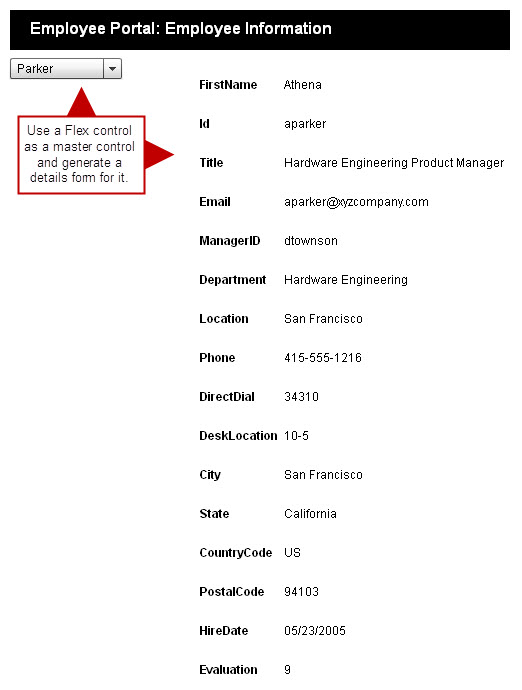 Employee Portal: Employee Information
Parker
Use a Flex control
as a master control
and generate a
details form for it.
FirstName Athena
Id aparker
Title Hardware Engineering Product Manager
Email aparker@xyzcompany.com
ManagerID dtownson
Department Hardware Engineering
Location San Francisco
Phone 415-555-1216
DirectDial 34310
DeskLocation 10-5
City San Francisco
State California
CountryCode US
PostalCode 94103
HireDate 05/23/2005
Evaluation 9